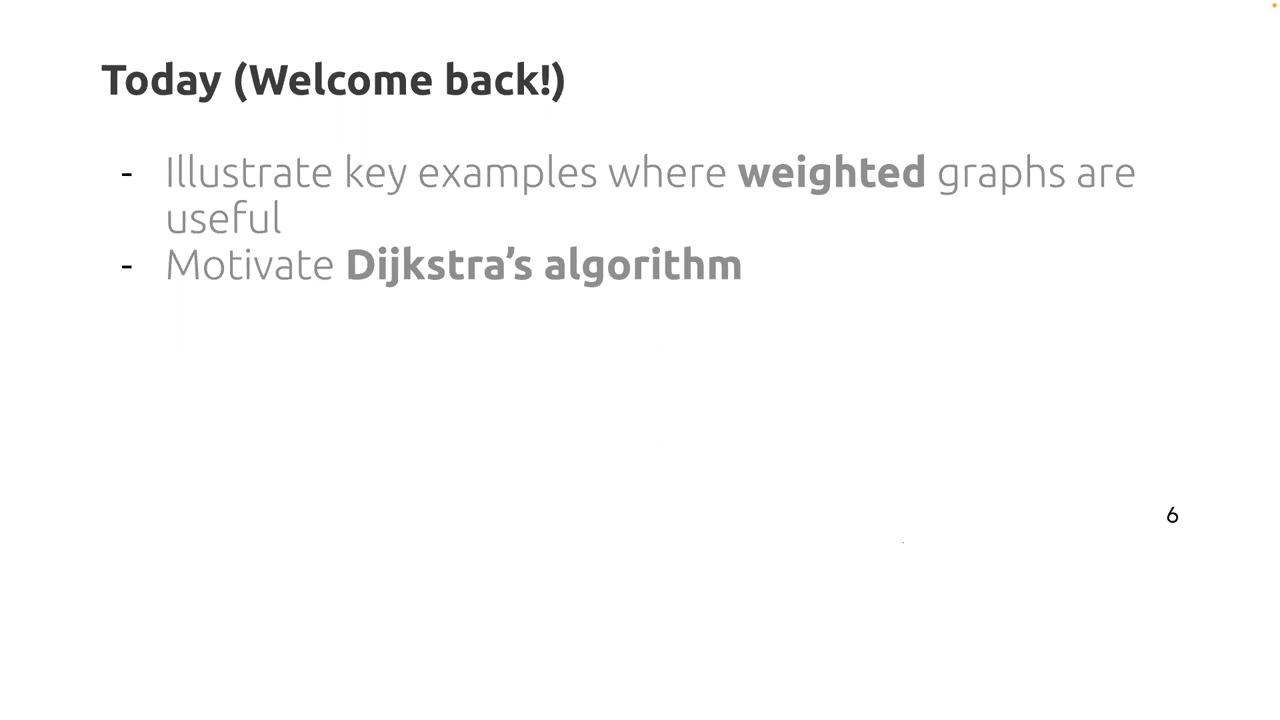 Today (Welcome back!)
- Illustrate key examples where weighted graphs are
useful
- Motivate Dijkstra’s algorithm
6